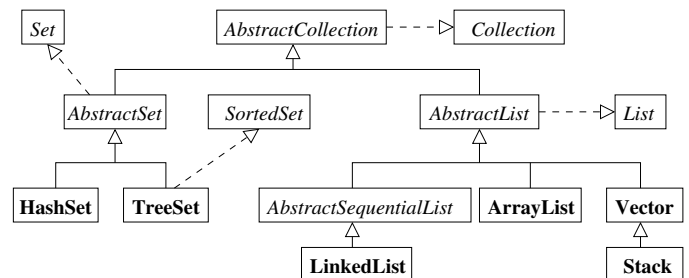 Set AbstractCollection Collection
AbstractSet SortedSet AbstractList List
HashSet TreeSet AbstractSequentialList ArrayList Vector
LinkedList Stack